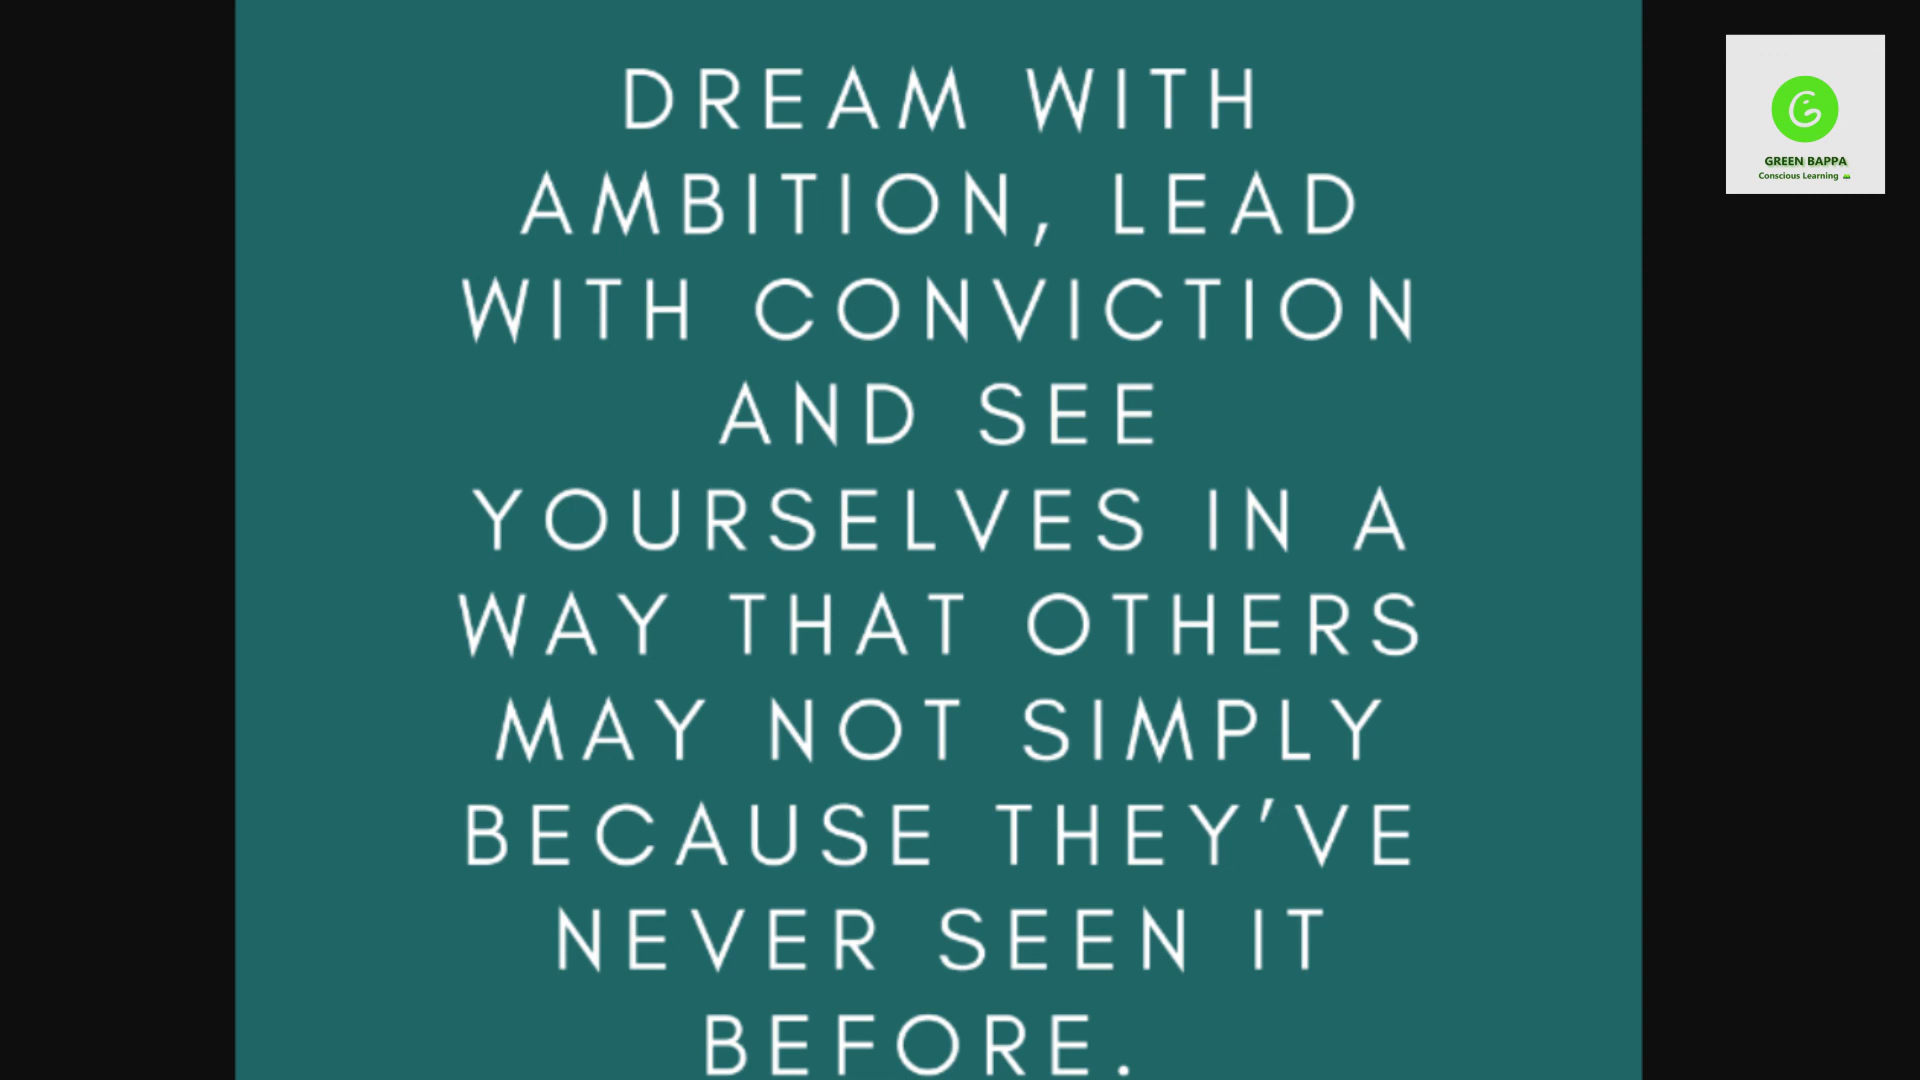 DREAM WITH
AMBITION, LEAD
WITH CONVICTION
AND SEE
YOURSELVES IN A
WAY THAT OTHERS
MAY NOT SIMPLY
BECAUSE THEY’VE
NEVER SEEN IT
BEFORE.
GREEN BAPPA
Conscious Learning